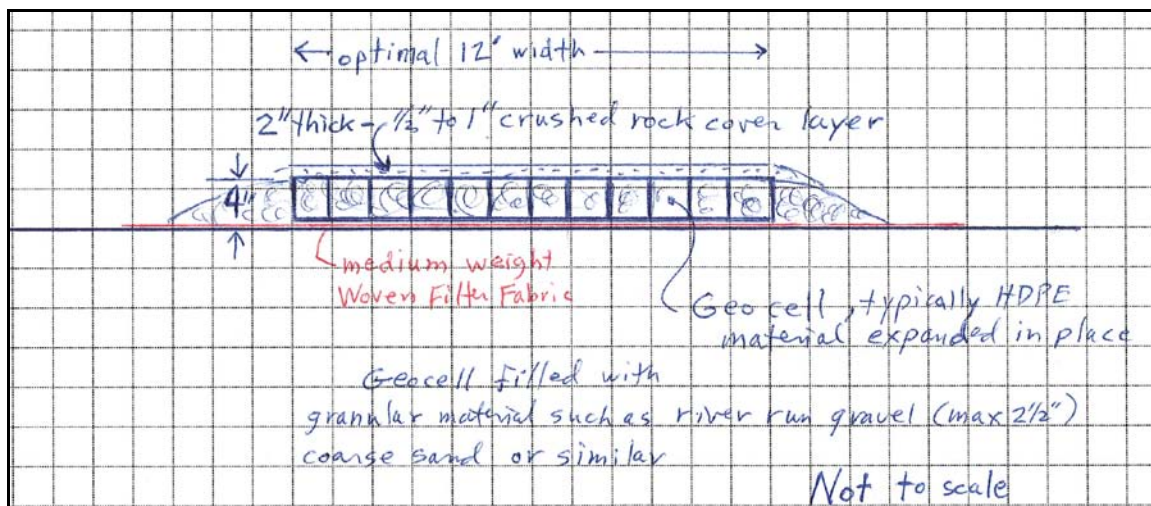 optimal 12' width
2" thick - 1/2" to 1" crushed rock cover layer
4"
medium weight
Woven Filter Fabric
Geocell, typically HDPE
material expanded in place
Geocell filled with
granular material such as river run gravel (max 2 1/2")
coarse sand or similar
Not to scale